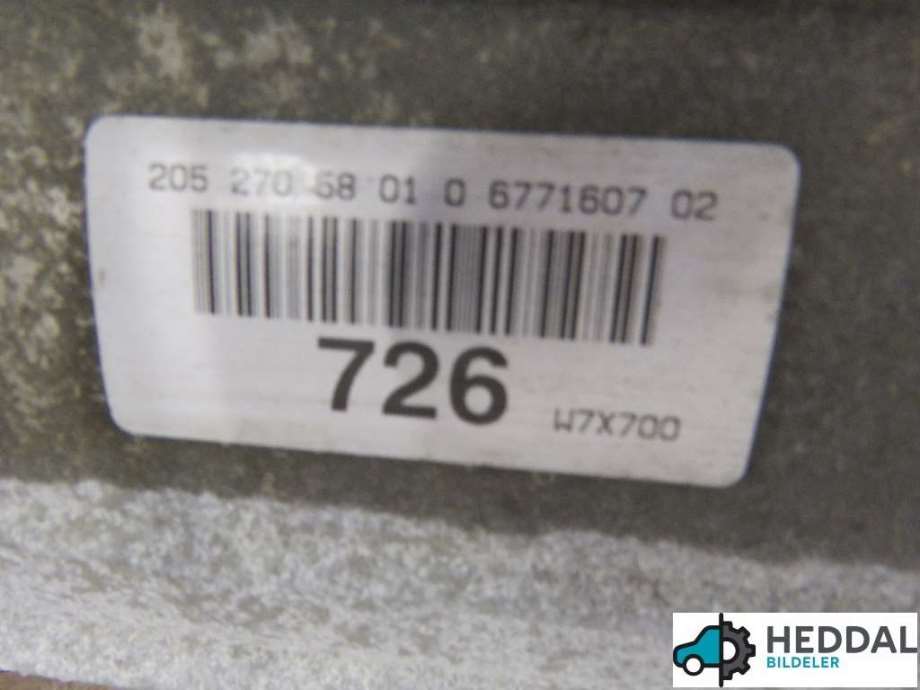 205 270 68 01 0 6771607 02
726
W7X700
HEDDAL
BILDELER